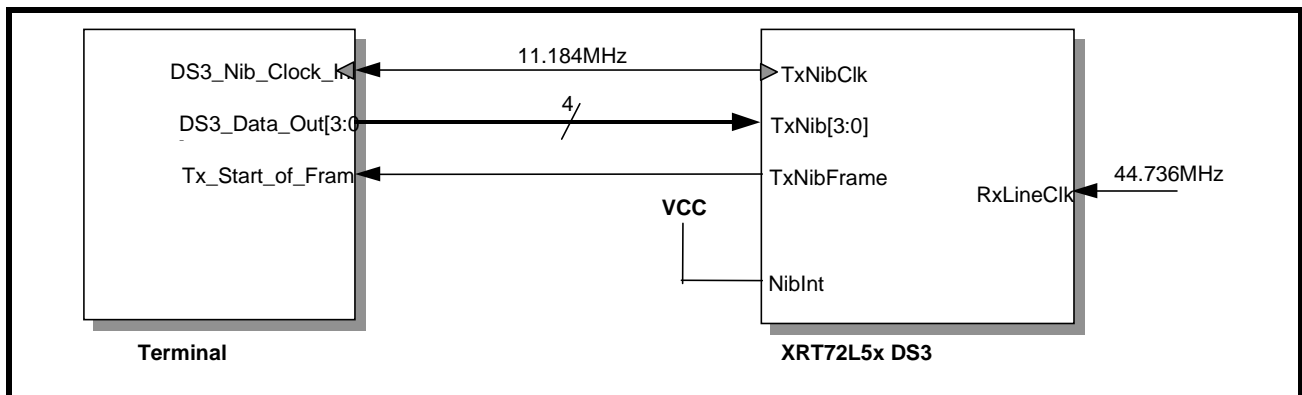 11.184MHz
DS3_Nib_Clock_In
TxNibClk
4
DS3_Data_Out[3:0
TxNib[3:0]
Tx_Start_of_Fram
TxNibFrame
44.736MHz
RxLineClk
VCC
NibInt
Terminal
XRT72L5x DS3